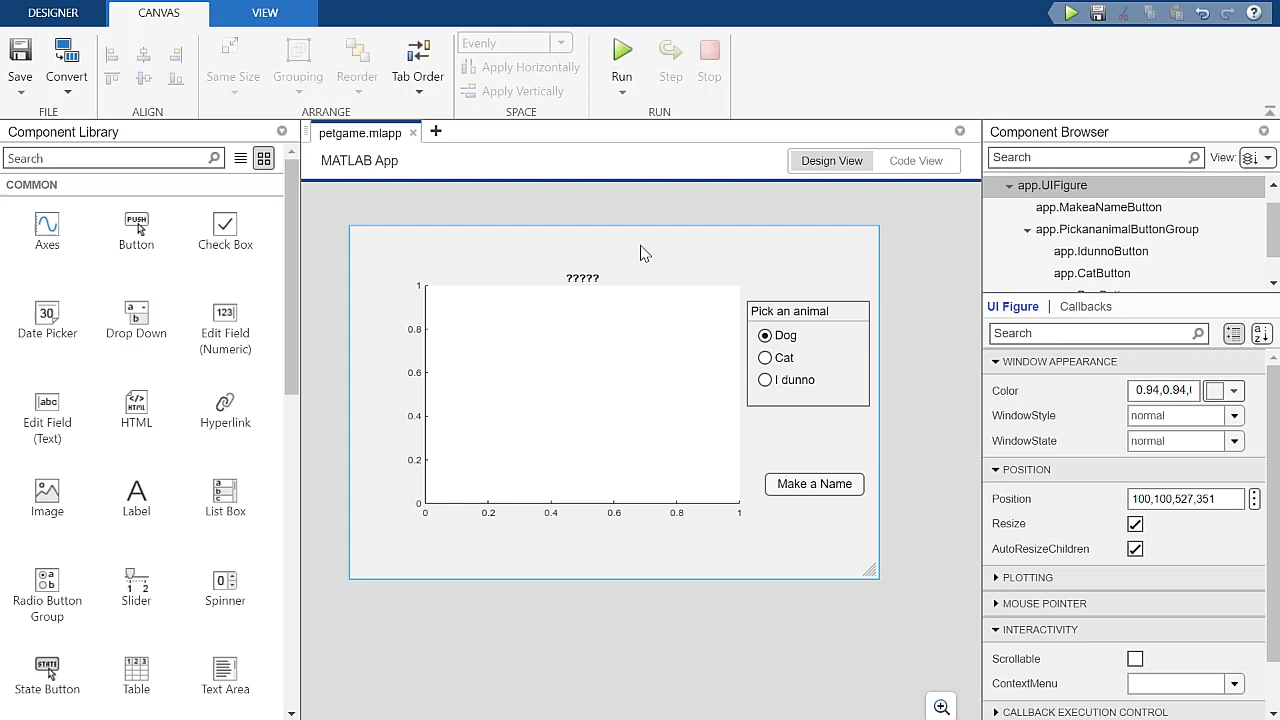 DESIGNER CANVAS VIEW
Save Convert Same Size Grouping Reorder Tab Order Evenly Apply Horizontally Apply Vertically Run Step Stop
FILE ALIGN ARRANGE SPACE RUN
Component Library
Search
COMMON
Axes Button Check Box
30 123
Date Picker Drop Down Edit Field
(Numeric)
abc
Edit Field HTML Hyperlink
(Text)
Image Label List Box
Radio Button Slider Spinner
Group
State Button Table Text Area
petgame.mlapp
MATLAB App Design View Code View
?????
1
0.8
0.6
0.4
0.2
0
0 0.2 0.4 0.6 0.8 1
Pick an animal
Dog
Cat
I dunno
Make a Name
Component Browser
Search View:
app.UIFigure
app.MakeaNameButton
app.PickananimalButtonGroup
app.IdunnoButton
app.CatButton
UI Figure Callbacks
Search
WINDOW APPEARANCE
Color 0.94,0.94,
WindowStyle normal
WindowState normal
POSITION
Position 100,100,527,351
Resize
AutoResizeChildren
PLOTTING
MOUSE POINTER
INTERACTIVITY
Scrollable
ContextMenu
CALLBACK EXECUTION CONTROL